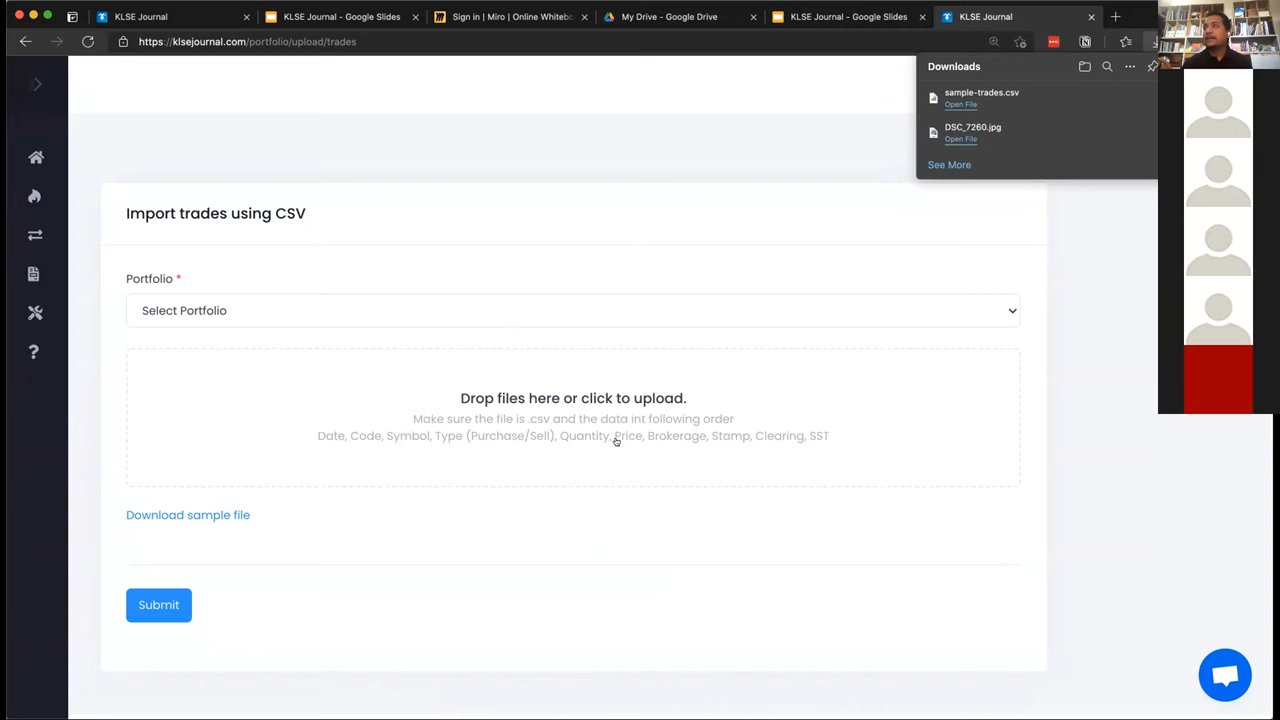 KLSE Journal
KLSE Journal - Google Slides
Sign in | Miro | Online Whitebo
My Drive - Google Drive
KLSE Journal - Google Slides
KLSE Journal
https://klsejournal.com/portfolio/upload/trades
Downloads
sample-trades.csv
Open File
DSC_7260.jpg
Open File
See More
Import trades using CSV
Portfolio *
Select Portfolio
Drop files here or click to upload.
Make sure the file is .csv and the data int following order
Date, Code, Symbol, Type (Purchase/Sell), Quantity, Price, Brokerage, Stamp, Clearing, SST
Download sample file
Submit